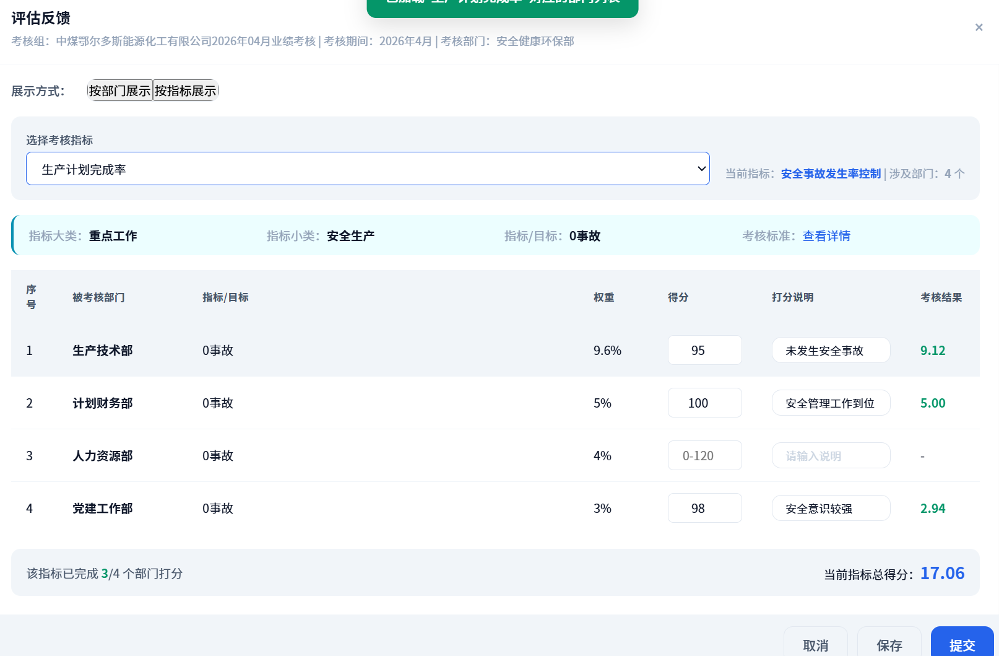 评估反馈
考核组：中煤鄂尔多斯能源化工有限公司2026年04月业绩考核 | 考核期间：2026年4月 | 考核部门：安全健康环保部
×
展示方式：
按部门展示 按指标展示
选择考核指标
生产计划完成率
当前指标：安全事故发生率控制 | 涉及部门：4 个
指标大类：重点工作 指标小类：安全生产 指标/目标：0事故 考核标准：查看详情
序号 被考核部门 指标/目标 权重 得分 打分说明 考核结果
1 生产技术部 0事故 9.6% 95 未发生安全事故 9.12
2 计划财务部 0事故 5% 100 安全管理工作到位 5.00
3 人力资源部 0事故 4% 0-120 请输入说明 -
4 党建工作部 0事故 3% 98 安全意识较强 2.94
该指标已完成 3/4 个部门打分
当前指标总得分：17.06
取消 保存 提交